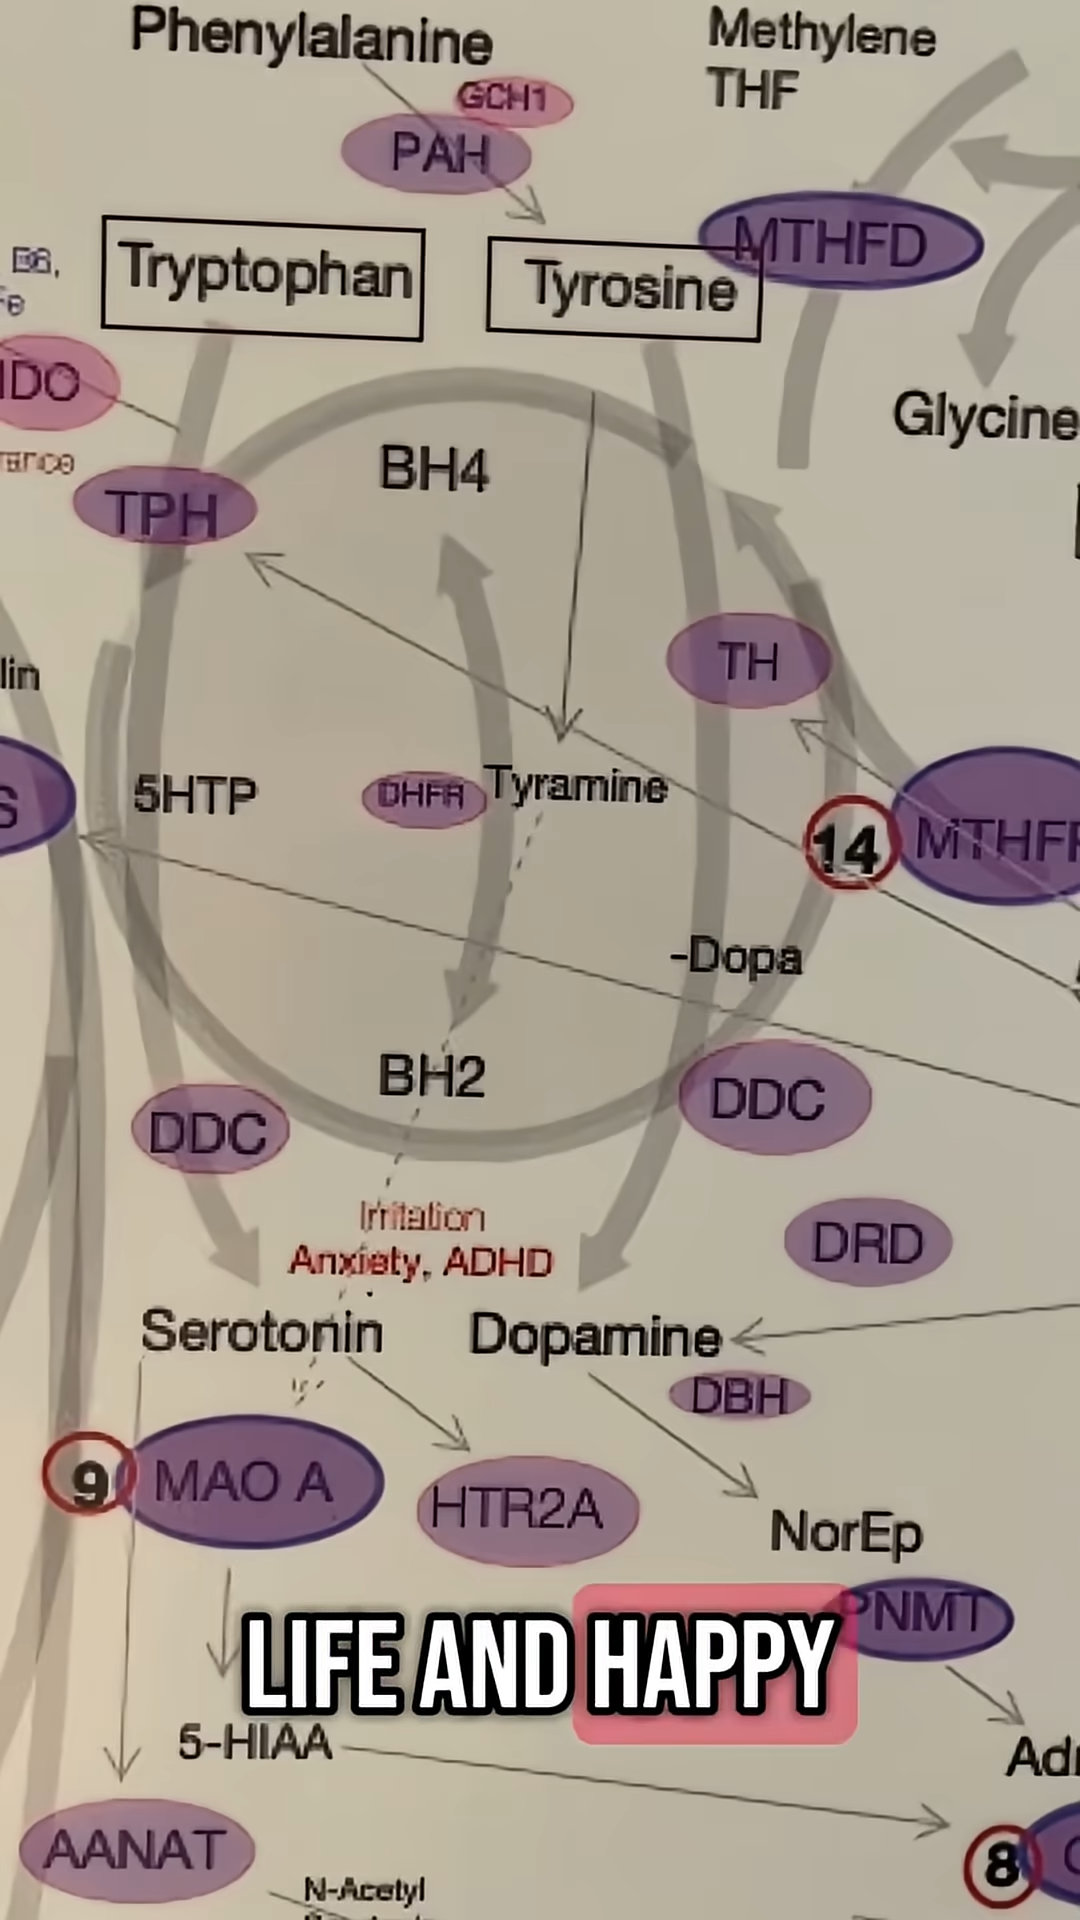 Phenylalanine
Methylene
THF
GCH1
PAH
MTHFD
B6,
Tryptophan
Tyrosine
IDO
Glycine
BH4
TPH
TH
lin
S
5HTP
DHFR
Tyramine
14
MTHF
-Dopa
BH2
DDC
DDC
Irritation
Anxiety, ADHD
DRD
Serotonin
Dopamine
DBH
9
MAO A
HTR2A
NorEp
PNMT
LIFE AND HAPPY
5-HIAA
Ad
8
AANAT
N-Acetyl